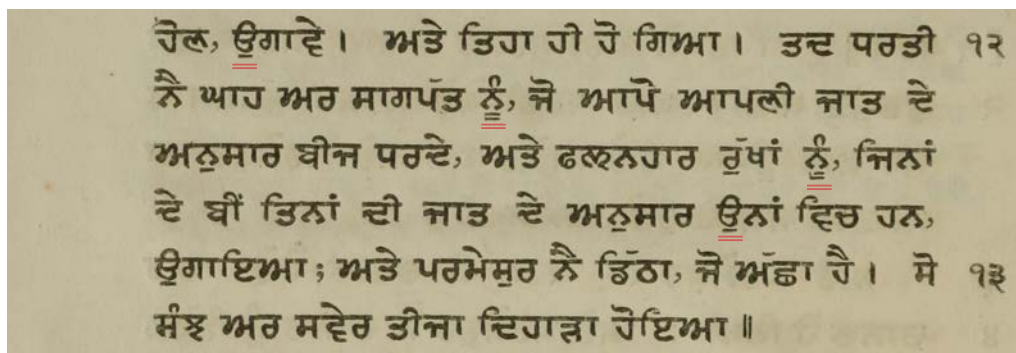 ਹੋਲ, ਉਗਾਵੇ। ਅਤੇ ਤਿਹਾ ਹੀ ਹੋ ਗਿਆ। ਤਦ ਧਰਤੀ ੧੨
ਨੈ ਘਾਹ ਅਰ ਸਾਗਪੱਤ ਨੂੰ, ਜੋ ਆਪੋ ਆਪਣੀ ਜਾਤ ਦੇ
ਅਨੁਸਾਰ ਬੀਜ ਧਰਦੇ, ਅਤੇ ਫਲਨਹਾਰ ਰੁੱਖਾਂ ਨੂੰ, ਜਿਨਾਂ
ਦੇ ਬੀਂ ਤਿਨਾਂ ਦੀ ਜਾਤ ਦੇ ਅਨੁਸਾਰ ਉਨਾਂ ਵਿਚ ਹਨ,
ਉਗਾਇਆ; ਅਤੇ ਪਰਮੇਸੁਰ ਨੈ ਡਿੱਠਾ, ਜੋ ਅੱਛਾ ਹੈ। ਸੋ ੧੩
ਸੰਝ ਅਰ ਸਵੇਰ ਤੀਜਾ ਦਿਹਾੜਾ ਹੋਇਆ॥